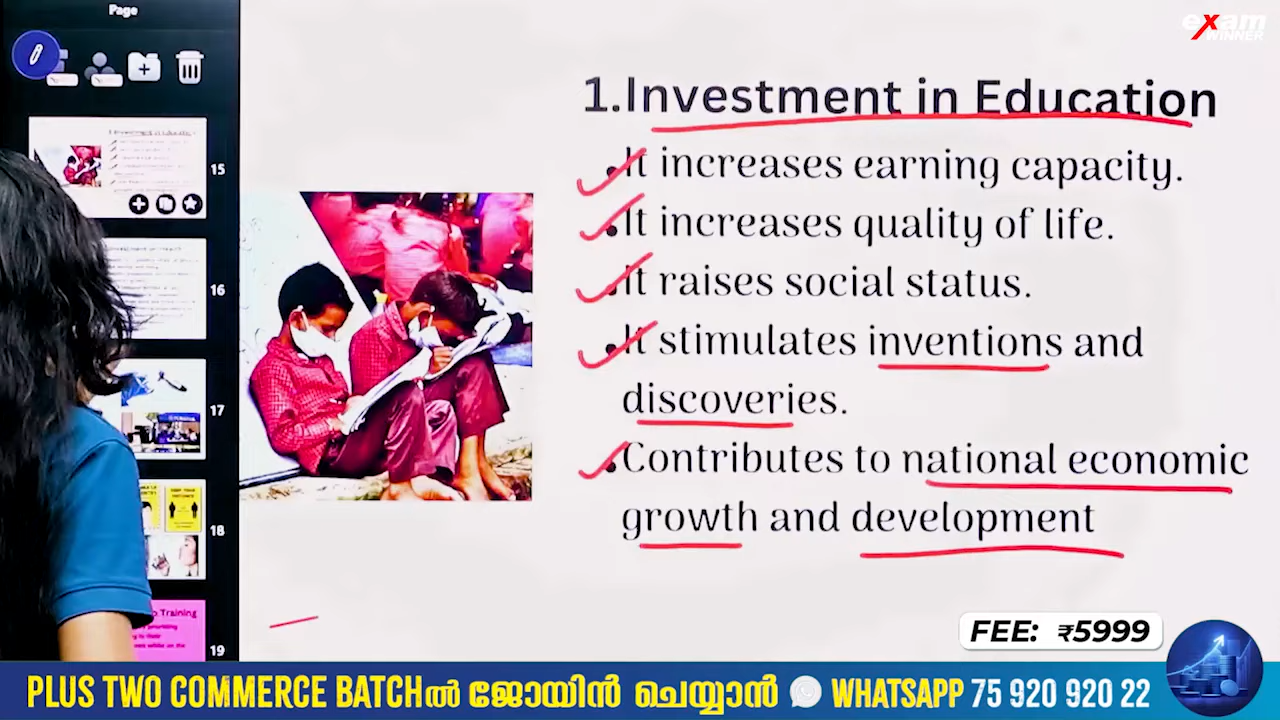 Page
exam
WINNER
1.Investment in Education
It increases earning capacity.
It increases quality of life.
It raises social status.
It stimulates inventions and
discoveries.
Contributes to national economic
growth and development
15
16
17
18
19
Training
FEE: ₹5999
PLUS TWO COMMERCE BATCHൽ ജോയിൻ ചെയ്യാൻ WHATSAPP 75 920 920 22